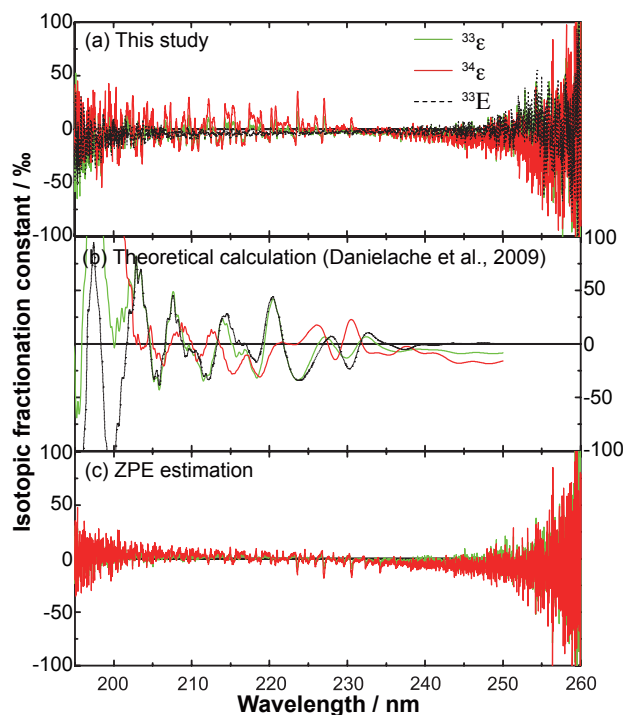 Isotopic fractionation constant / ‰
100
(a) This study
³³ε
50
³⁴ε
³³E
0
-50
-100
(b) Theoretical calculation (Danielache et al., 2009)
100
50
0
-50
-100
100
(c) ZPE estimation
50
0
-50
-100
200 210 220 230 240 250 260
Wavelength / nm